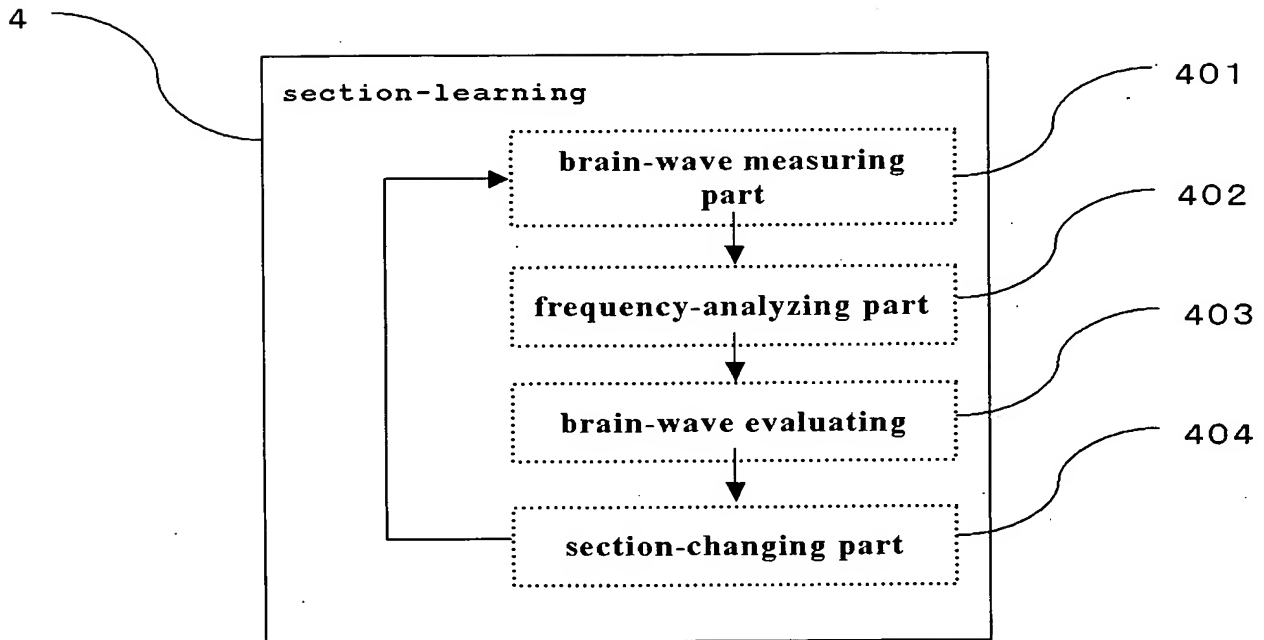 4
section-learning
401
brain-wave measuring
part
402
frequency-analyzing part
403
brain-wave evaluating
404
section-changing part